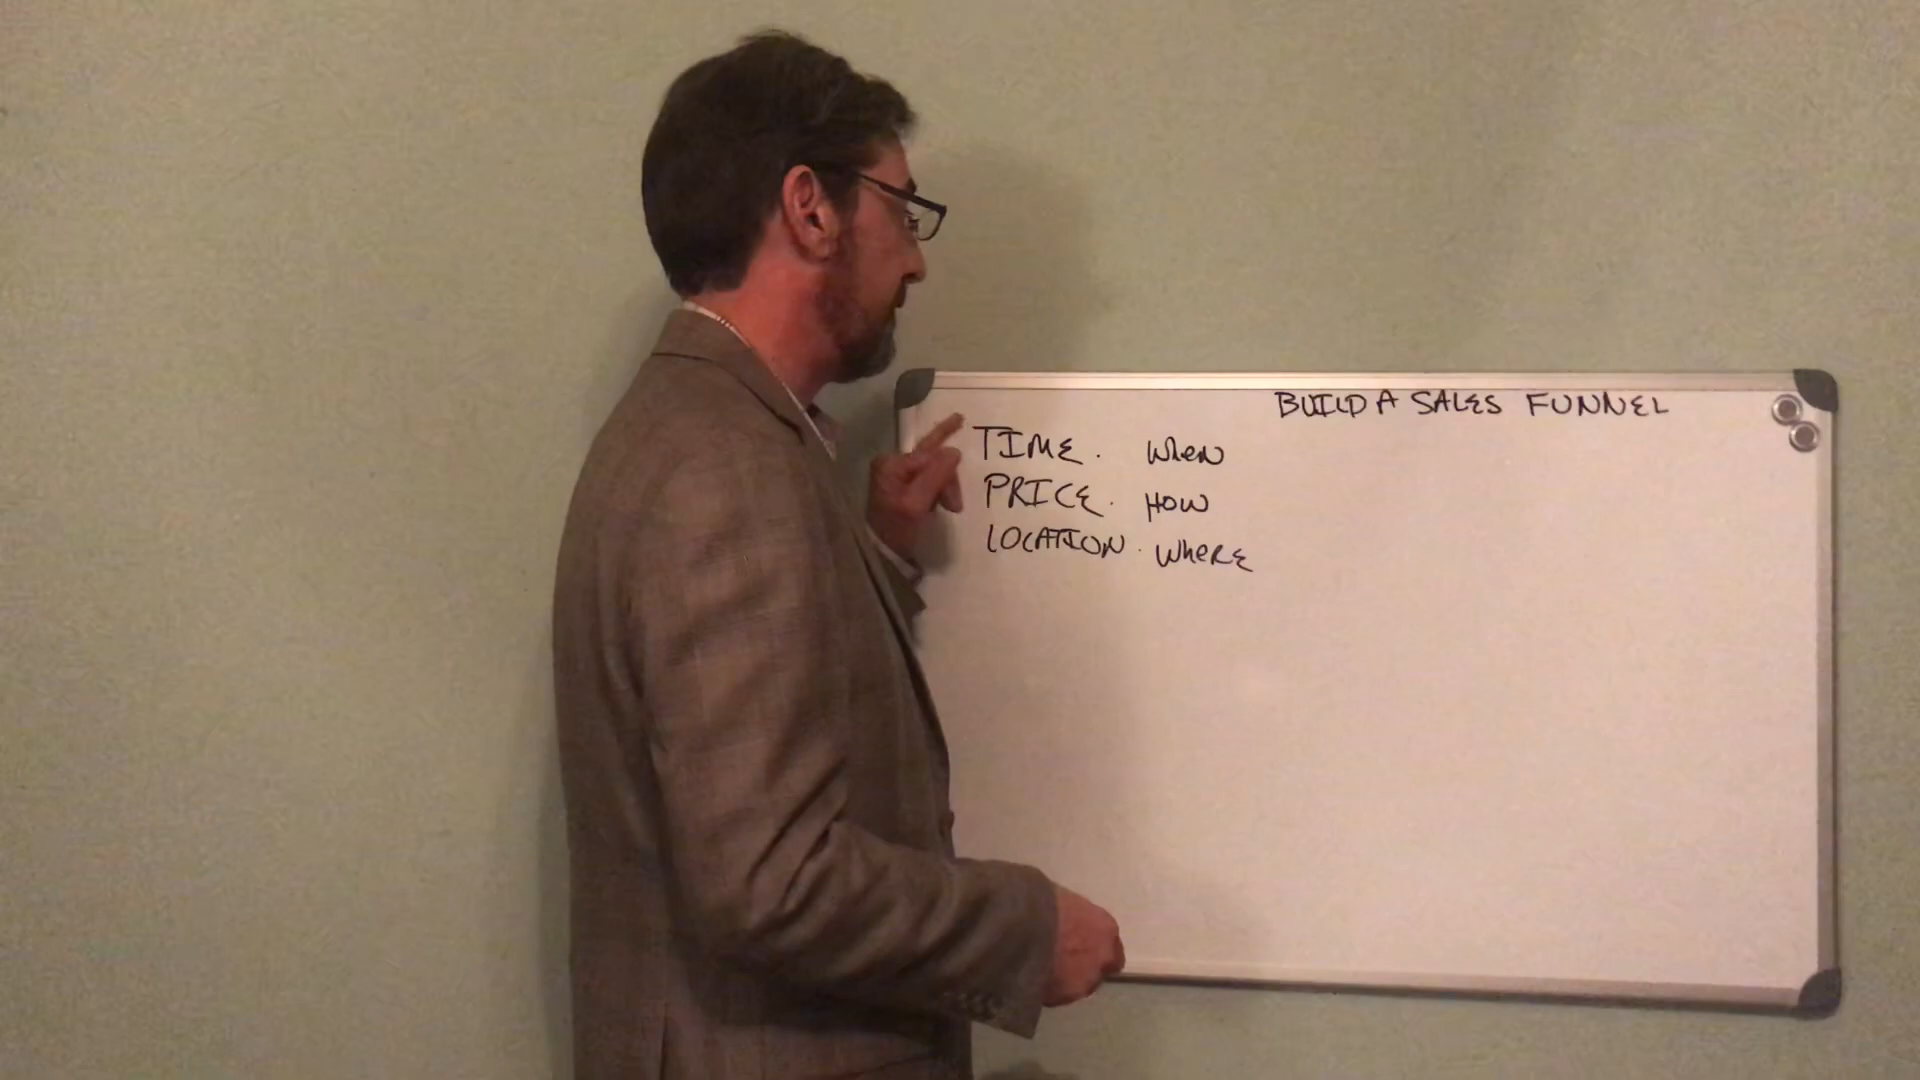 BUILD A SALES FUNNEL
TIME. WHeN
PRICE. HOW
LOCATION. WHeRE